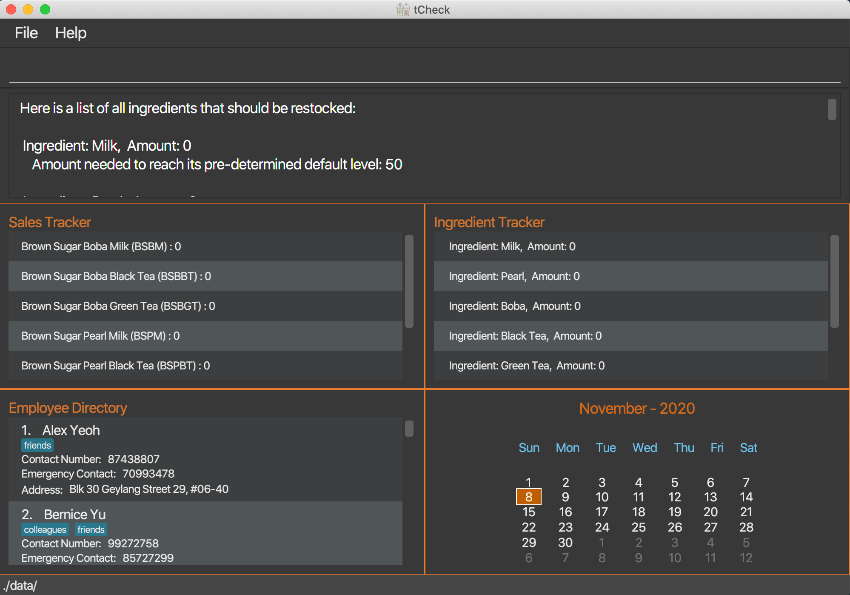 tCheck
File Help
Here is a list of all ingredients that should be restocked:
Ingredient: Milk, Amount: 0
Amount needed to reach its pre-determined default level: 50
Sales Tracker
Brown Sugar Boba Milk (BSBM) : 0
Brown Sugar Boba Black Tea (BSBBT) : 0
Brown Sugar Boba Green Tea (BSBGT) : 0
Brown Sugar Pearl Milk (BSPM) : 0
Brown Sugar Pearl Black Tea (BSPBT) : 0
Ingredient Tracker
Ingredient: Milk, Amount: 0
Ingredient: Pearl, Amount: 0
Ingredient: Boba, Amount: 0
Ingredient: Black Tea, Amount: 0
Ingredient: Green Tea, Amount: 0
Employee Directory
1. Alex Yeoh
friends
Contact Number: 87438807
Emergency Contact: 70993478
Address: Blk 30 Geylang Street 29, #06-40
2. Bernice Yu
colleagues friends
Contact Number: 99272758
Emergency Contact: 85727299
November - 2020
Sun Mon Tue Wed Thu Fri Sat
1 2 3 4 5 6 7
8 9 10 11 12 13 14
15 16 17 18 19 20 21
22 23 24 25 26 27 28
29 30 1 2 3 4 5
6 7 8 9 10 11 12
./data/